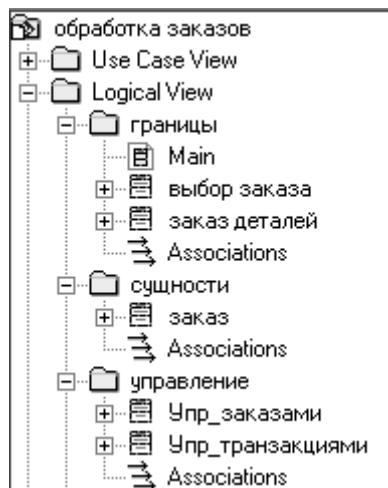 обработка заказов
Use Case View
Logical View
границы
Main
выбор заказа
заказ деталей
Associations
сущности
заказ
Associations
управление
Упр_заказами
Упр_транзакциями
Associations